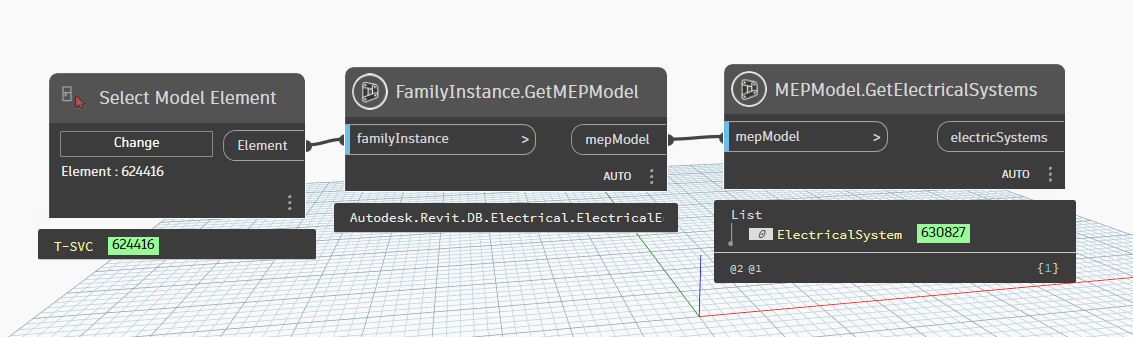 Select Model Element
Change
Element
Element : 624416
T-SVC 624416
FamilyInstance.GetMEPModel
familyInstance >
mepModel
AUTO
Autodesk.Revit.DB.Electrical.ElectricalE
MEPModel.GetElectricalSystems
mepModel >
electricSystems
AUTO
List
0 ElectricalSystem 630827
@2 @1 {1}